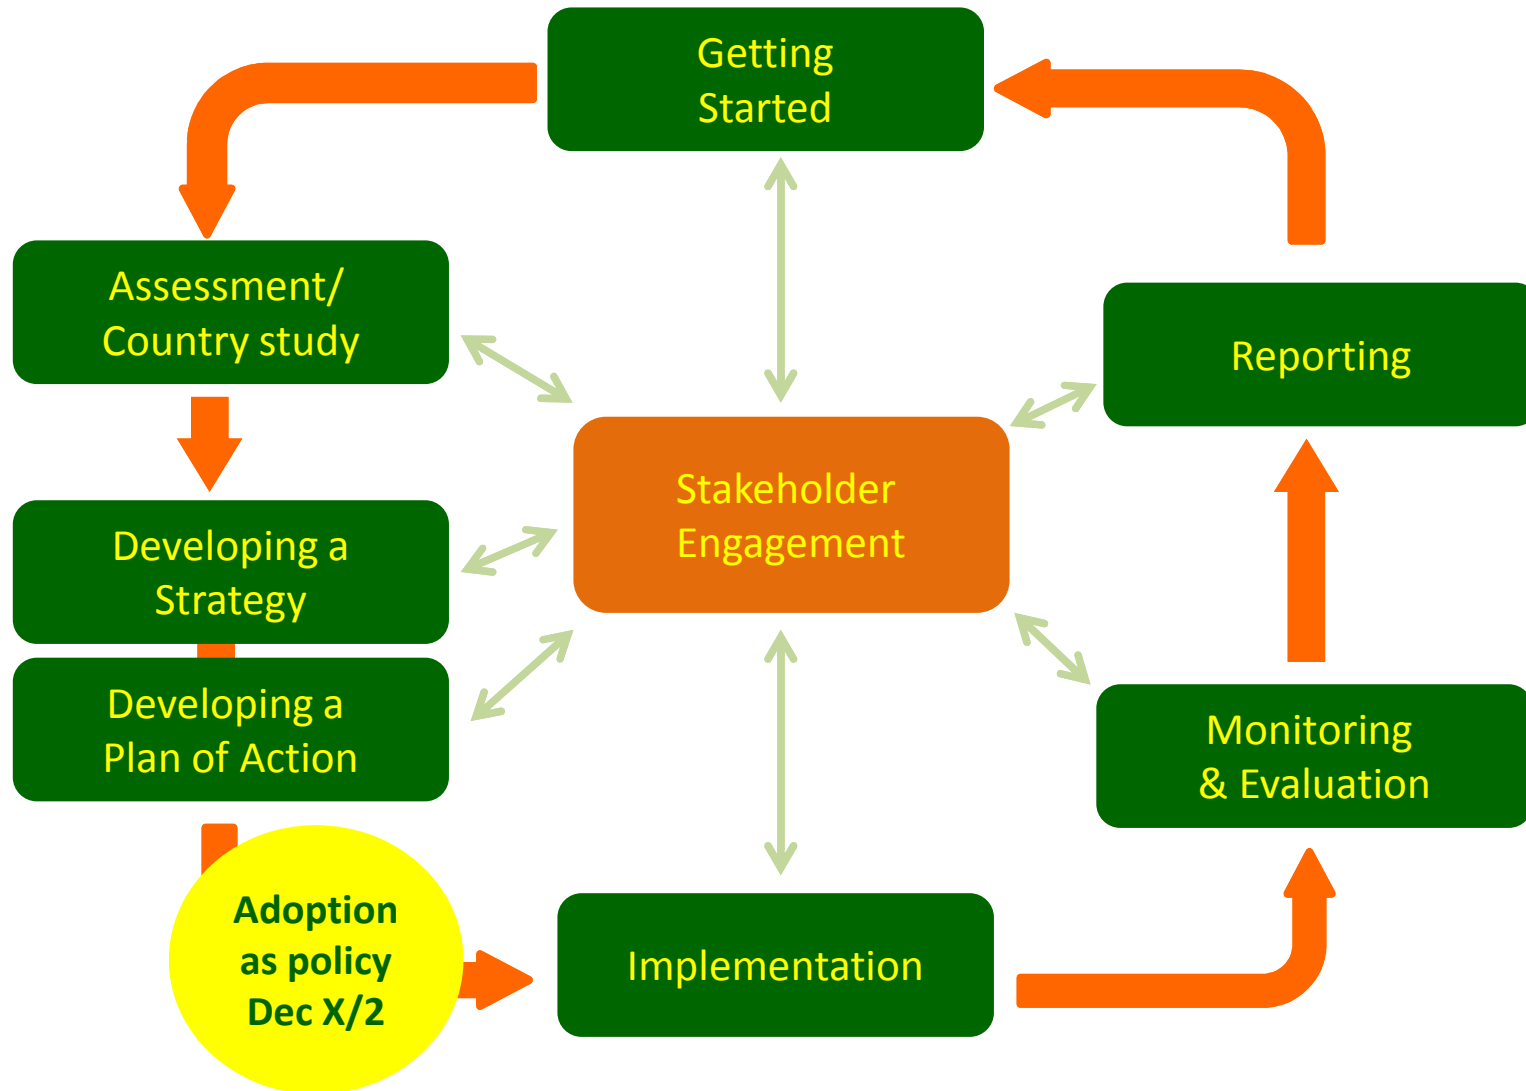 Getting
Started
Assessment/
Country study
Reporting
Stakeholder
Engagement
Developing a
Strategy
Developing a
Plan of Action
Monitoring
& Evaluation
Adoption
as policy
Dec X/2
Implementation